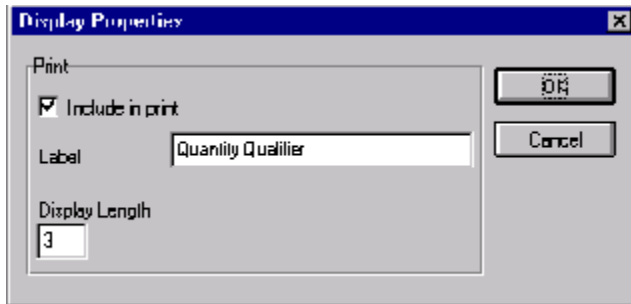 Display Properties
Print
Include in print
OK
Label
Quantity Qualifier
Cancel
Display Length
3